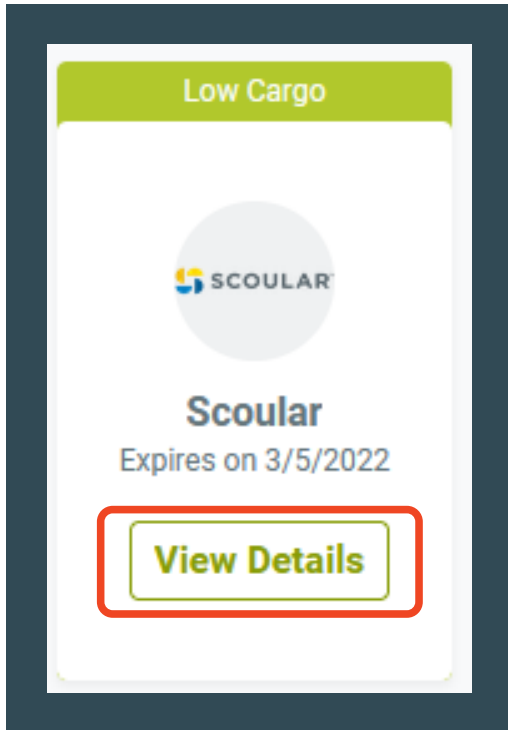 Low Cargo
SCOULAR
Scoular
Expires on 3/5/2022
View Details